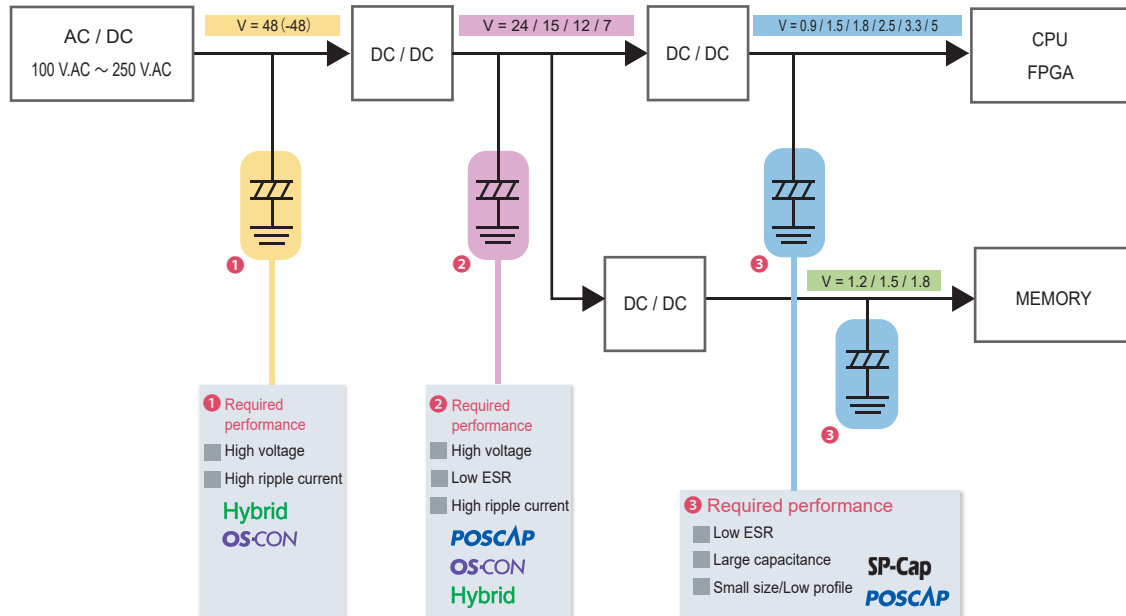 AC / DC
100 V.AC ～ 250 V.AC
V = 48 (-48)
DC / DC
V = 24 / 15 / 12 / 7
DC / DC
V = 0.9 / 1.5 / 1.8 / 2.5 / 3.3 / 5
CPU
FPGA
1
2
3
DC / DC
V = 1.2 / 1.5 / 1.8
MEMORY
3
1 Required
performance
High voltage
High ripple current
Hybrid
OS-CON
2 Required
performance
High voltage
Low ESR
High ripple current
POSCAP
OS-CON
Hybrid
3 Required performance
Low ESR
Large capacitance
Small size/Low profile
SP-Cap
POSCAP